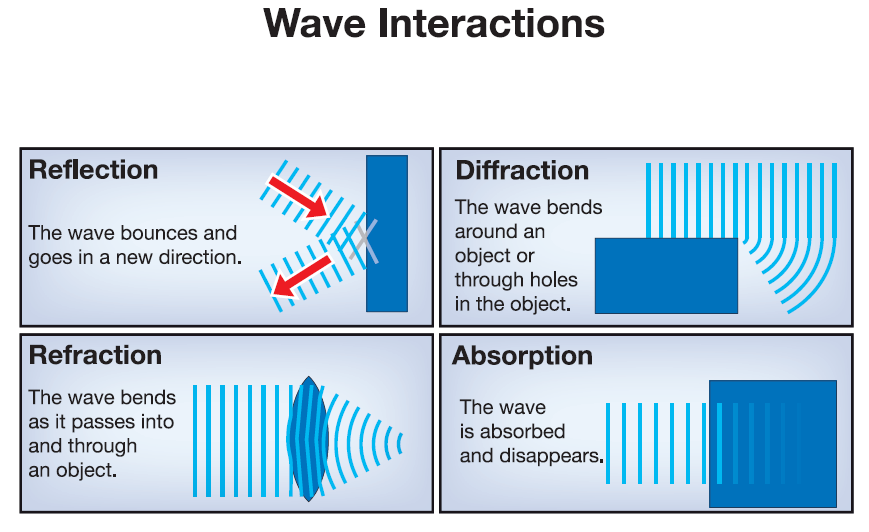 Wave Interactions
Reflection
The wave bounces and
goes in a new direction.
Diffraction
The wave bends
around an
object or
through holes
in the object.
Refraction
The wave bends
as it passes into
and through
an object.
Absorption
The wave
is absorbed
and disappears.